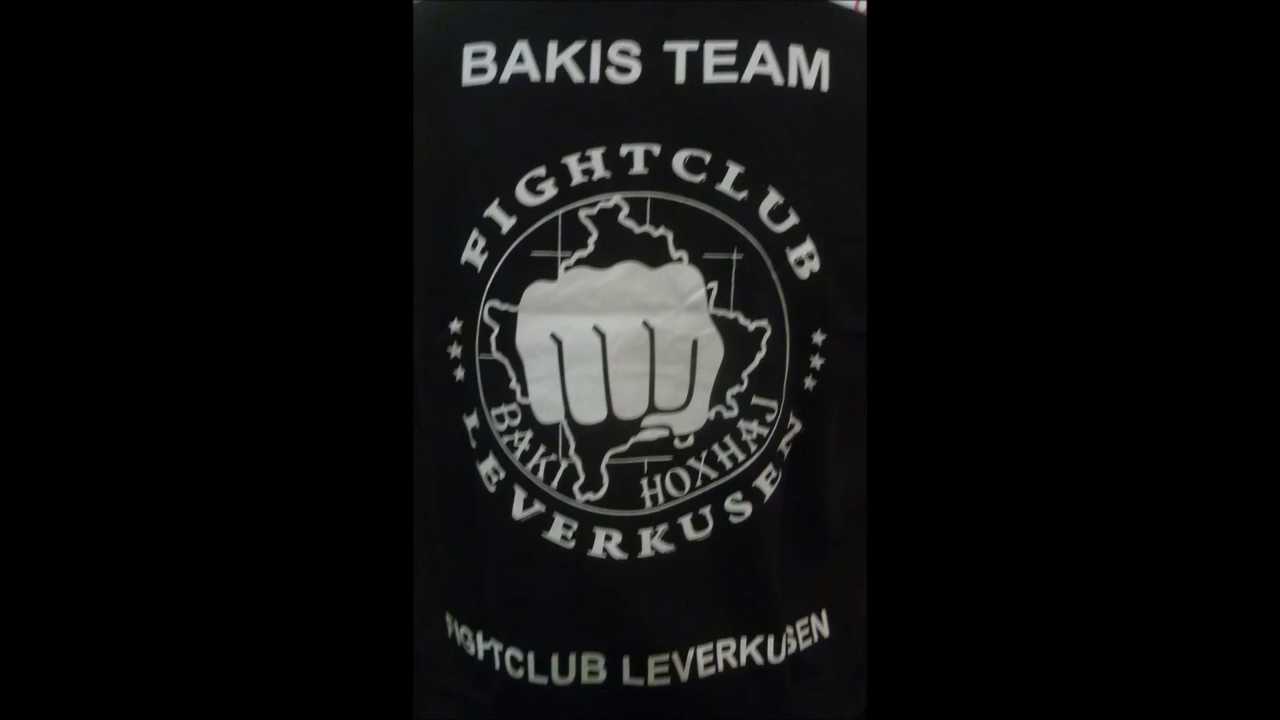 BAKIS TEAM
FIGHTCLUB
BAKI HOXHAJ
LEVERKUSEN
FIGHTCLUB LEVERKUSEN